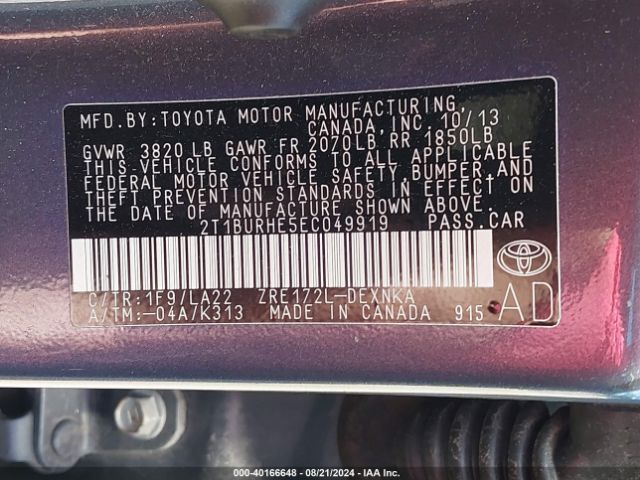 MFD. BY: TOYOTA MOTOR MANUFACTURING,
CANADA, INC. 10/13
GVWR 3820 LB GAWR FR 2020LB RR 1850LB
THIS VEHICLE CONFORMS TO ALL APPLICABLE
FEDERAL MOTOR VEHICLE SAFETY, BUMPER, AND
THEFT PREVENTION STANDARDS IN EFFECT ON
THE DATE OF MANUFACTURE SHOWN ABOVE.
2T1BURHE5EC049919 PASS. CAR
C/TR: 1F9/LA22 ZRE172L-DEXNKA
A/TM: -04A/K313 MADE IN CANADA 915
AD
000-40166648 - 08/21/2024 - IAA Inc.